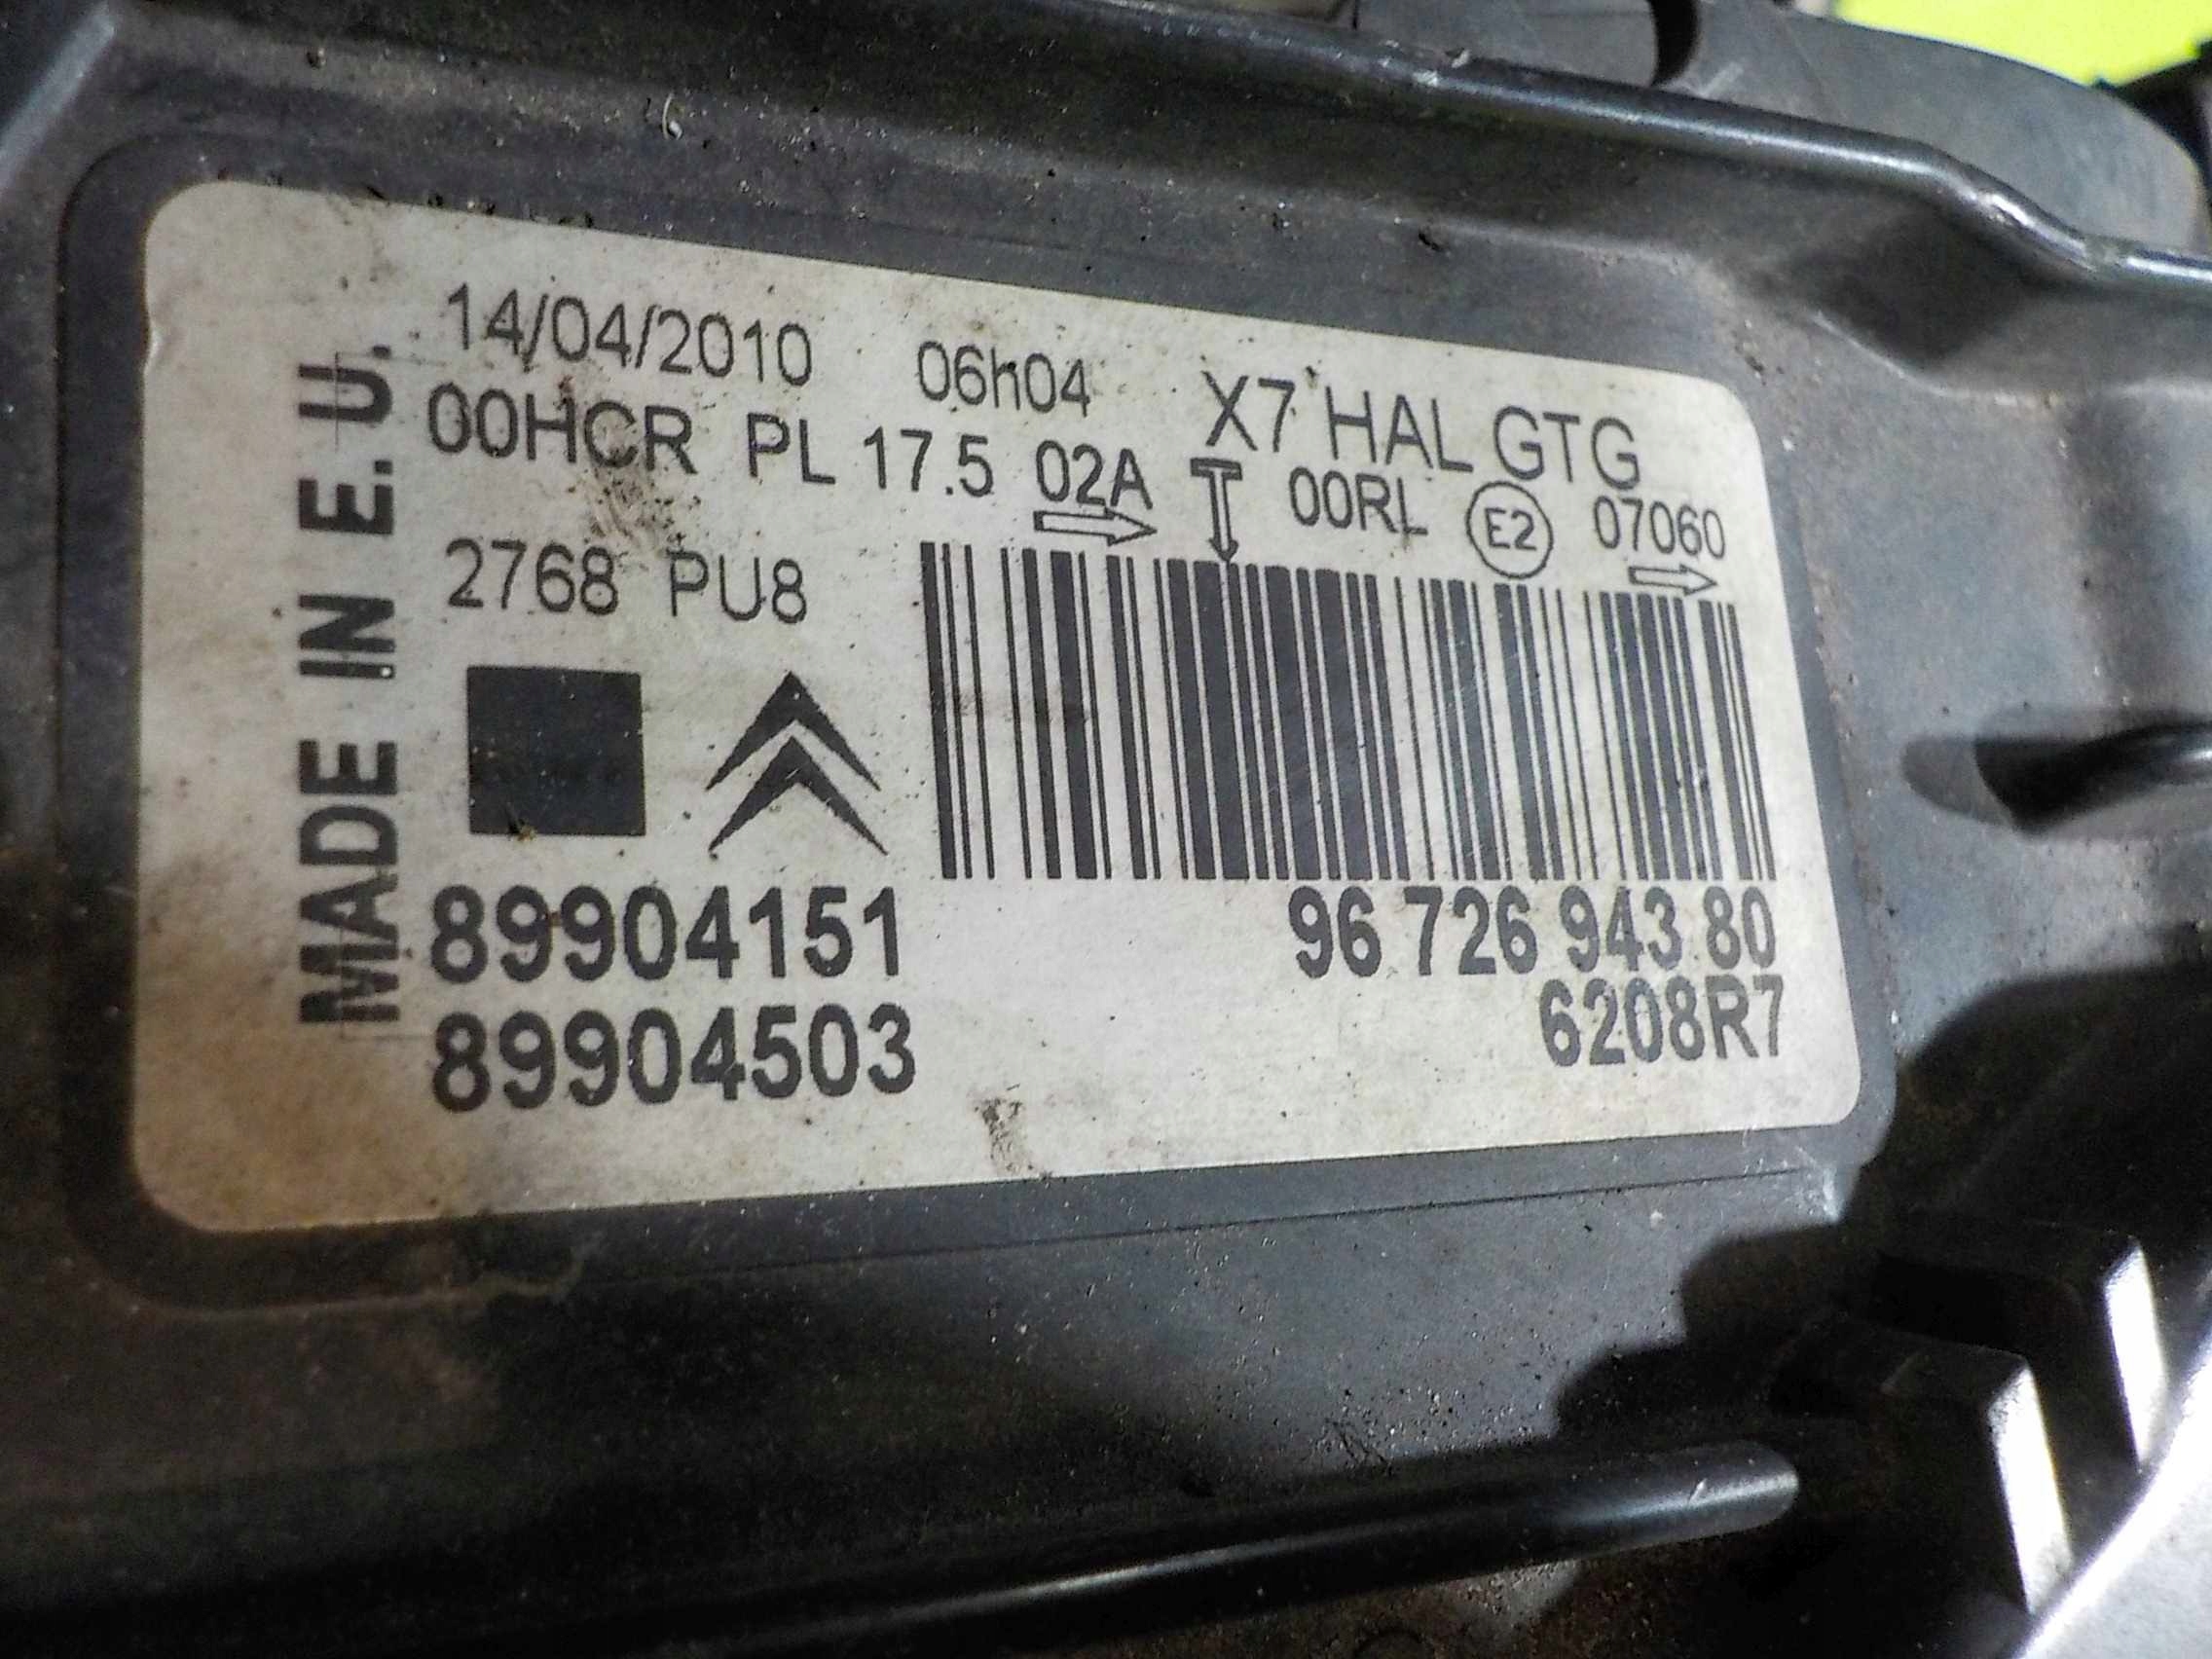 MADE IN E.U.
14/04/2010 06h04 X7 HAL GTG
00HCR PL 17.5 02A 00RL E2 07060
2768 PU8
89904151 96 726 943 80
89904503 6208R7